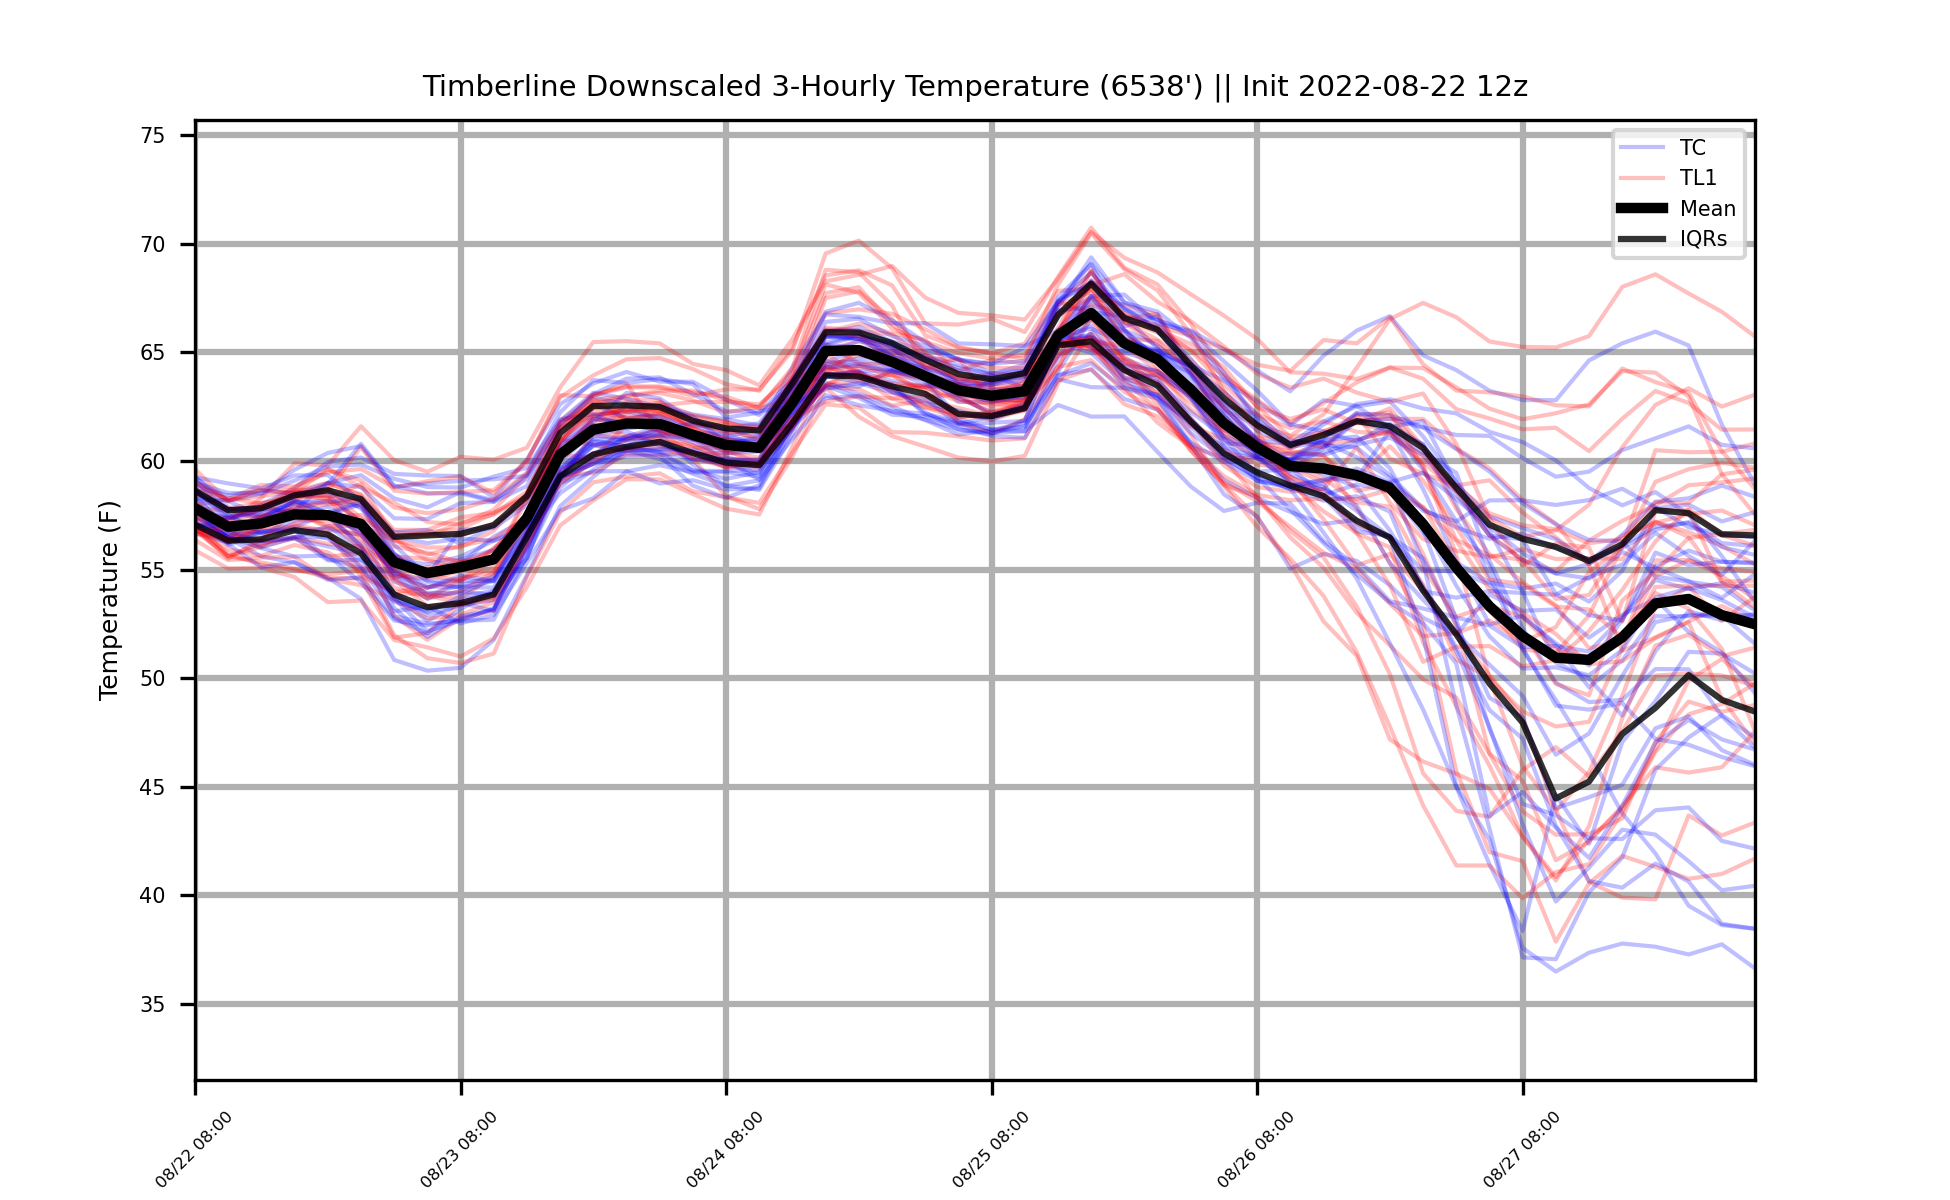 Timberline Downscaled 3-Hourly Temperature (6538') || Init 2022-08-22 12z
TC
TL1
Mean
IQRs
Temperature (F)
75
70
65
60
55
50
45
40
35
08/22 08:00
08/23 08:00
08/24 08:00
08/25 08:00
08/26 08:00
08/27 08:00